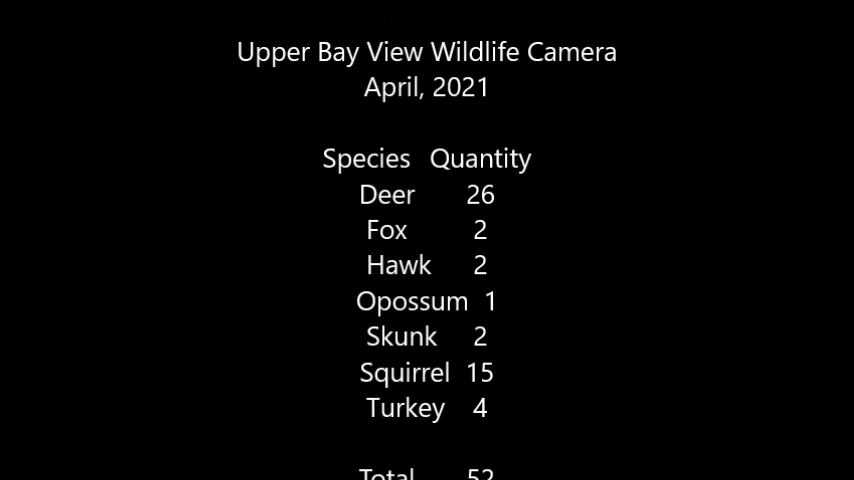 Upper Bay View Wildlife Camera
April, 2021
Species Quantity
Deer 26
Fox 2
Hawk 2
Opossum 1
Skunk 2
Squirrel 15
Turkey 4
Total 52